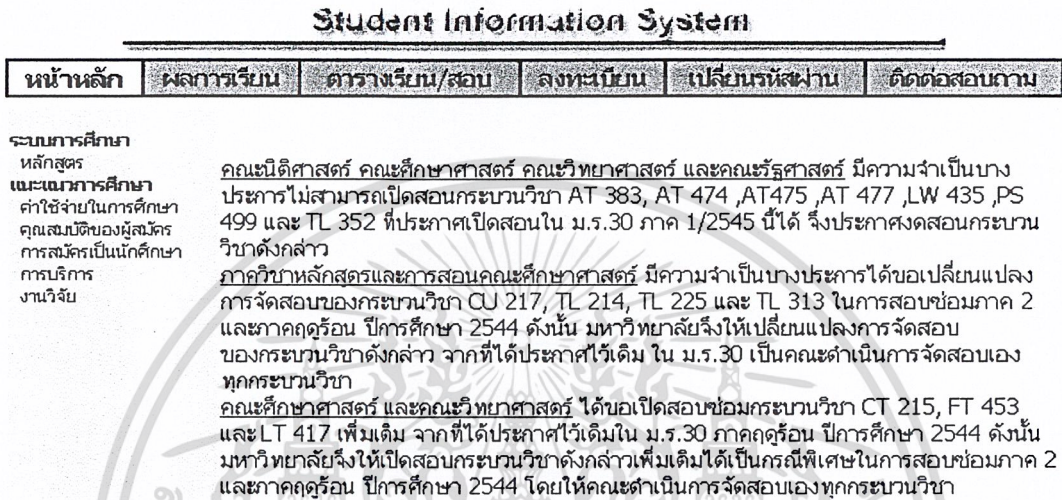 Student Information System
หน้าหลัก ผลการเรียน ตารางเรียน/สอบ ลงทะเบียน เปลี่ยนรหัสผ่าน ติดต่อสอบถาม
ระบบการศึกษา
หลักสูตร
แนะแนวการศึกษา
ค่าใช้จ่ายในการศึกษา
คุณสมบัติของผู้สมัคร
การสมัครเป็นนักศึกษา
การบริการ
งานวิจัย
คณะนิติศาสตร์ คณะศึกษาศาสตร์ คณะวิทยาศาสตร์ และคณะรัฐศาสตร์ มีความจำเป็นบาง
ประการไม่สามารถเปิดสอนกระบวนวิชา AT 383, AT 474 ,AT475 ,AT 477 ,LW 435 ,PS
499 และ TL 352 ที่ประกาศเปิดสอนใน ม.ร.30 ภาค 1/2545 นี้ได้ จึงประกาศงดสอนกระบวน
วิชาดังกล่าว
ภาควิชาหลักสูตรและการสอนคณะศึกษาศาสตร์ มีความจำเป็นบางประการได้ขอเปลี่ยนแปลง
การจัดสอบของกระบวนวิชา CU 217, TL 214, TL 225 และ TL 313 ในการสอบซ่อมภาค 2
และภาคฤดูร้อน ปีการศึกษา 2544 ดังนั้น มหาวิทยาลัยจึงให้เปลี่ยนแปลงการจัดสอบ
ของกระบวนวิชาดังกล่าว จากที่ได้ประกาศไว้เดิม ใน ม.ร.30 เป็นคณะดำเนินการจัดสอบเอง
ทุกกระบวนวิชา
คณะศึกษาศาสตร์ และคณะวิทยาศาสตร์ ได้ขอเปิดสอบซ่อมกระบวนวิชา CT 215, FT 453
และ LT 417 เพิ่มเติม จากที่ได้ประกาศไว้เดิมใน ม.ร.30 ภาคฤดูร้อน ปีการศึกษา 2544 ดังนั้น
มหาวิทยาลัยจึงให้เปิดสอบกระบวนวิชาดังกล่าวเพิ่มเติมได้เป็นกรณีพิเศษในการสอบซ่อมภาค 2
และภาคฤดูร้อน ปีการศึกษา 2544 โดยให้คณะดำเนินการจัดสอบเองทุกกระบวนวิชา